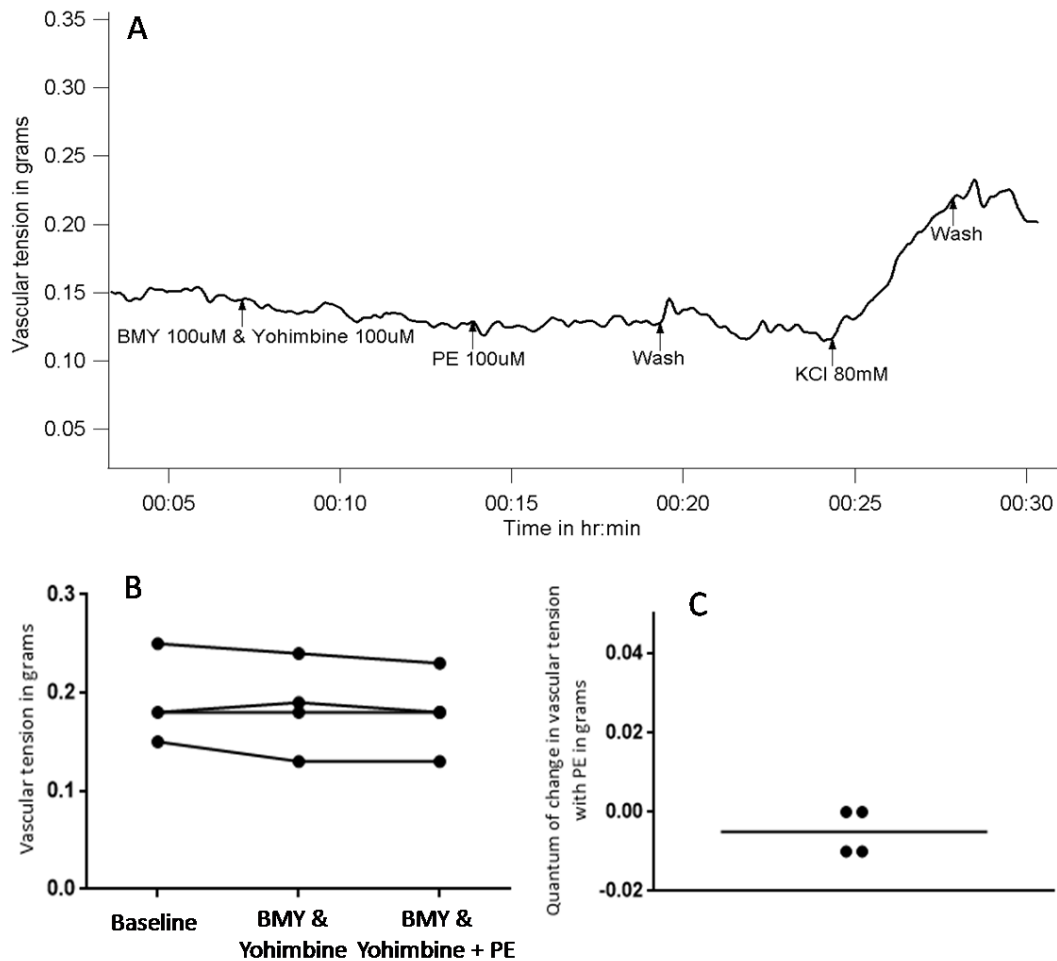 A
Vascular tension in grams
0.35
0.30
0.25
0.20
0.15
0.10
0.05
BMY 100uM & Yohimbine 100uM
PE 100uM
Wash
KCl 80mM
Wash
00:05
00:10
00:15
00:20
00:25
00:30
Time in hr:min
B
Vascular tension in grams
0.3
0.2
0.1
0.0
Baseline
BMY &
Yohimbine
BMY &
Yohimbine + PE
C
Quantum of change in vascular tension
with PE in grams
0.04
0.02
0.00
-0.02